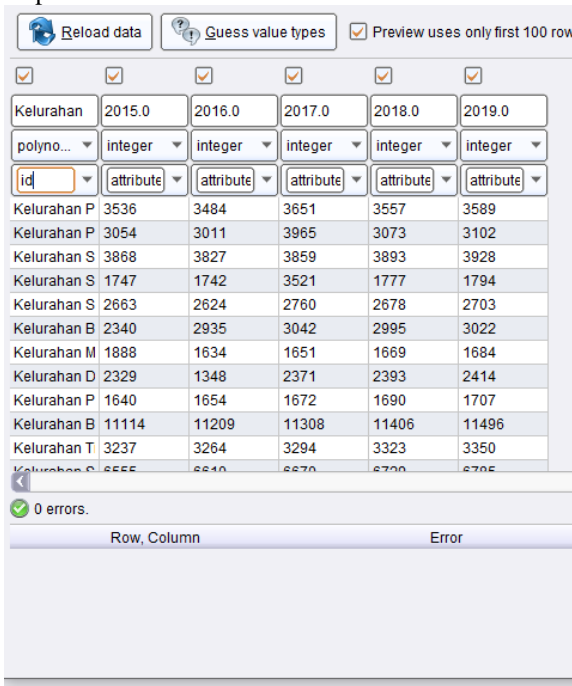 Reload data Guess value types Preview uses only first 100 row
Kelurahan 2015.0 2016.0 2017.0 2018.0 2019.0
polyno... integer integer integer integer integer
id attribute attribute attribute attribute attribute
Kelurahan P 3536 3484 3651 3557 3589
Kelurahan P 3054 3011 3965 3073 3102
Kelurahan S 3868 3827 3859 3893 3928
Kelurahan S 1747 1742 3521 1777 1794
Kelurahan S 2663 2624 2760 2678 2703
Kelurahan B 2340 2935 3042 2995 3022
Kelurahan M 1888 1634 1651 1669 1684
Kelurahan D 2329 1348 2371 2393 2414
Kelurahan P 1640 1654 1672 1690 1707
Kelurahan B 11114 11209 11308 11406 11496
Kelurahan Ti 3237 3264 3294 3323 3350
0 errors.
Row, Column Error